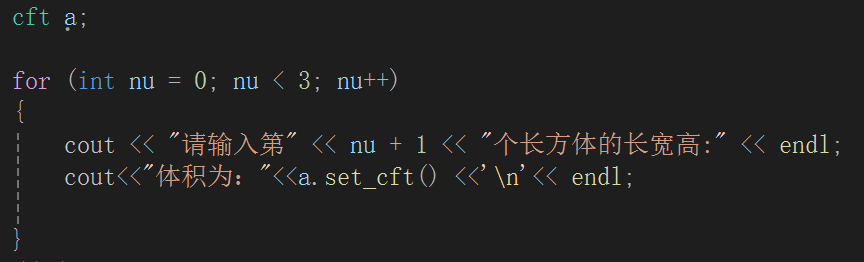 cft a;
for (int nu = 0; nu < 3; nu++)
{
cout << "请输入第" << nu + 1 << "个长方体的长宽高:" << endl;
cout<<"体积为："<<a.set_cft() <<'\n'<< endl;
}